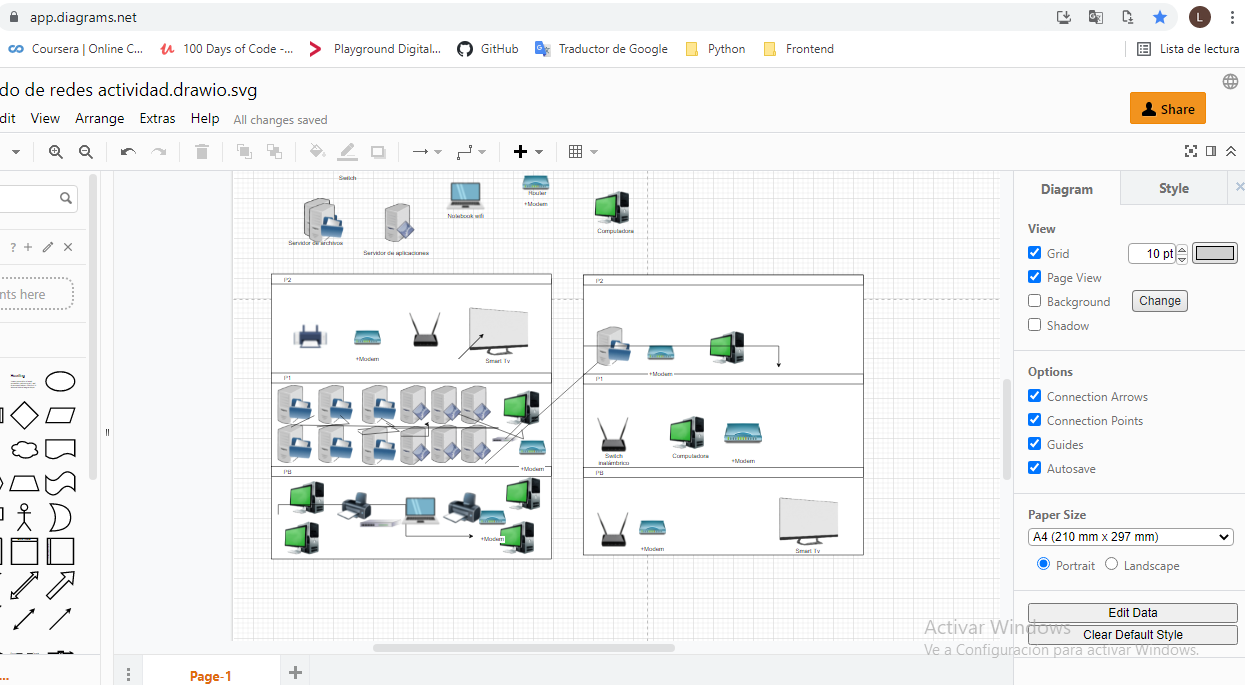 app.diagrams.net
L
Coursera | Online C...
100 Days of Code -...
Playground Digital...
GitHub
Traductor de Google
Python
Frontend
Lista de lectura
do de redes actividad.drawio.svg
dit View Arrange Extras Help All changes saved
Share
? + 
nts here
Heading
Switch
Servidor de archivos
Servidor de aplicaciones
Notebook wifi
Router
+Modem
Computadora
P2
+Modem
Smart Tv
P1
+Modem
PB
+Modem
P2
+Modem
P1
Switch
inalámbrico
Computadora
+Modem
PB
+Modem
Smart Tv
Diagram
Style
View
Grid
10 pt
Page View
Background
Change
Shadow
Options
Connection Arrows
Connection Points
Guides
Autosave
Paper Size
A4 (210 mm x 297 mm)
Portrait
Landscape
Edit Data
Clear Default Style
Activar Windows
Ve a Configuración para activar Windows.
...
Page-1